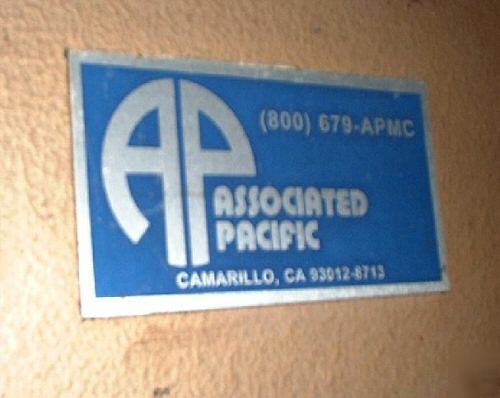 AP
(800) 679-APMC
ASSOCIATED
PACIFIC
CAMARILLO, CA 93012-8713